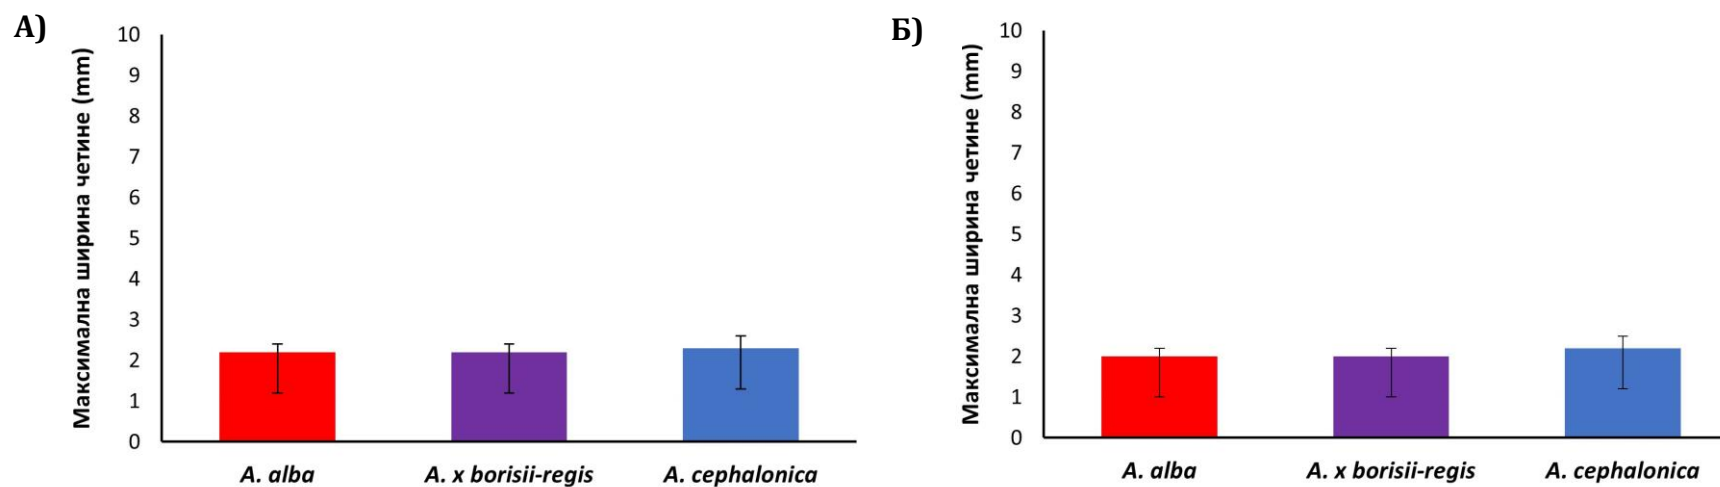 А)
Максимална ширина четине (mm)
10
9
8
7
6
5
4
3
2
1
0
A. alba
A. x borisii-regis
A. cephalonica
Б)
Максимална ширина четине (mm)
10
9
8
7
6
5
4
3
2
1
0
A. alba
A. x borisii-regis
A. cephalonica